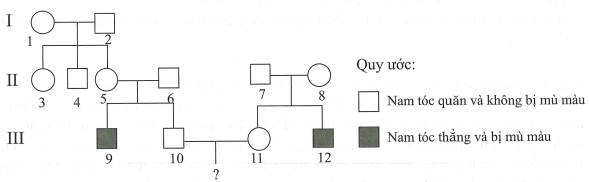 I
1
2
Quy ước:
II
3
4
5
6
7
8
Nam tóc quăn và không bị mù màu
III
Nam tóc thẳng và bị mù màu
9
10
11
12
?